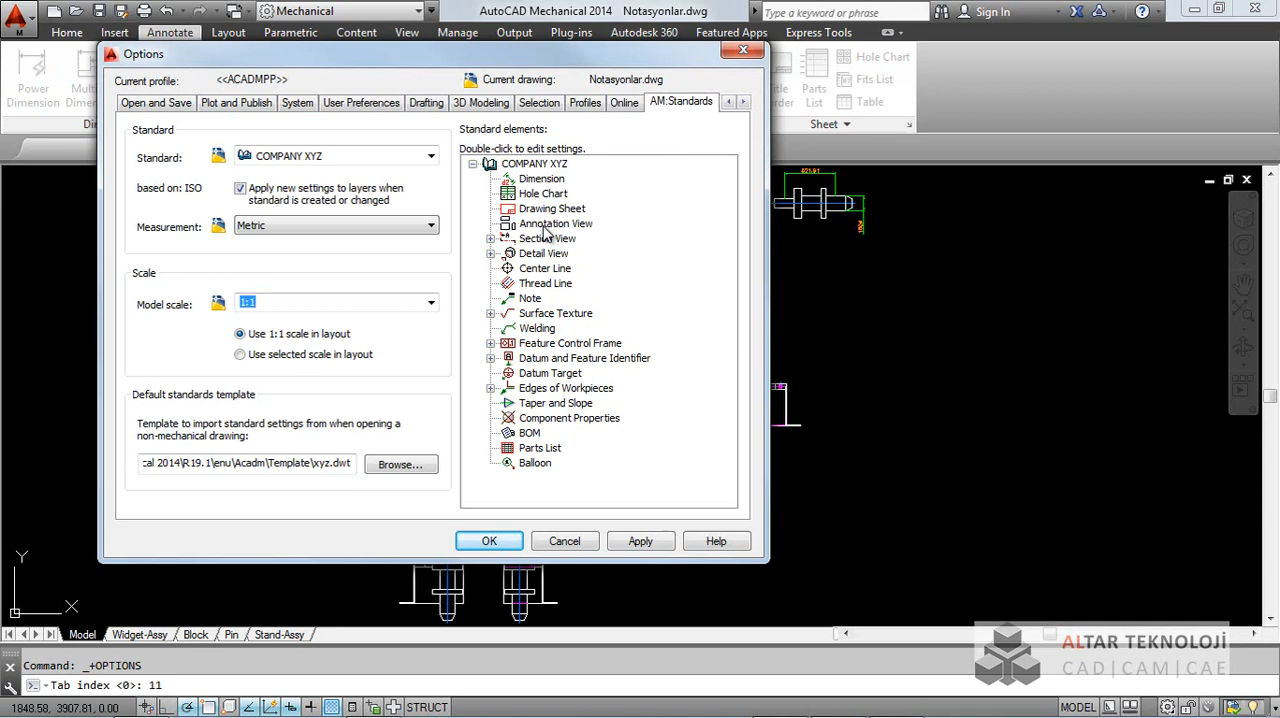 Mechanical
AutoCAD Mechanical 2014 Notasyonlar.dwg
Type a keyword or phrase
Sign In
Home Insert Annotate Layout Parametric Content View Manage Output Plug-ins Autodesk 360 Featured Apps Express Tools
Power
Dimension
Parts
List
Hole Chart
Fits List
Table
Sheet
Options
Current profile: <<ACADMPP>> Current drawing: Notasyonlar.dwg
Open and Save Plot and Publish System User Preferences Drafting 3D Modeling Selection Profiles Online AM:Standards
Standard
Standard: COMPANY XYZ
based on: ISO Apply new settings to layers when
standard is created or changed
Measurement: Metric
Scale
Model scale: 1:1
Use 1:1 scale in layout
Use selected scale in layout
Default standards template
Template to import standard settings from when opening a
non-mechanical drawing:
cal 2014\R19.1\enu\Acadm\Template\xyz.dwt Browse...
Standard elements:
Double-click to edit settings.
COMPANY XYZ
Dimension
Hole Chart
Drawing Sheet
Annotation View
Section View
Detail View
Center Line
Thread Line
Note
Surface Texture
Welding
Feature Control Frame
Datum and Feature Identifier
Datum Target
Edges of Workpieces
Taper and Slope
Component Properties
BOM
Parts List
Balloon
OK Cancel Apply Help
Y
X
Model Widget-Assy Block Pin Stand-Assy
Command: _+OPTIONS
Tab index <0>: 11
1848.58, 3907.81, 0.00 STRUCT MODEL
ALTAR TEKNOLOJİ
CAD|CAM|CAE